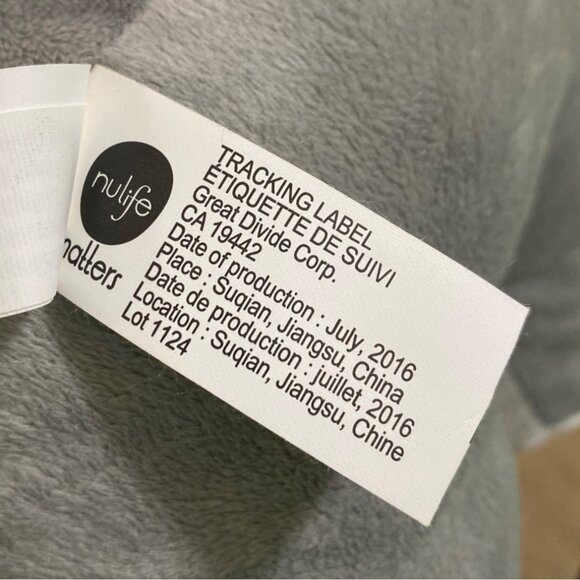 nulife
matters
TRACKING LABEL
ÉTIQUETTE DE SUIVI
Great Divide Corp.
CA 19442
Date of production : July, 2016
Place : Suqian, Jiangsu, China
Date de production : juillet, 2016
Location : Suqian, Jiangsu, Chine
Lot 1124